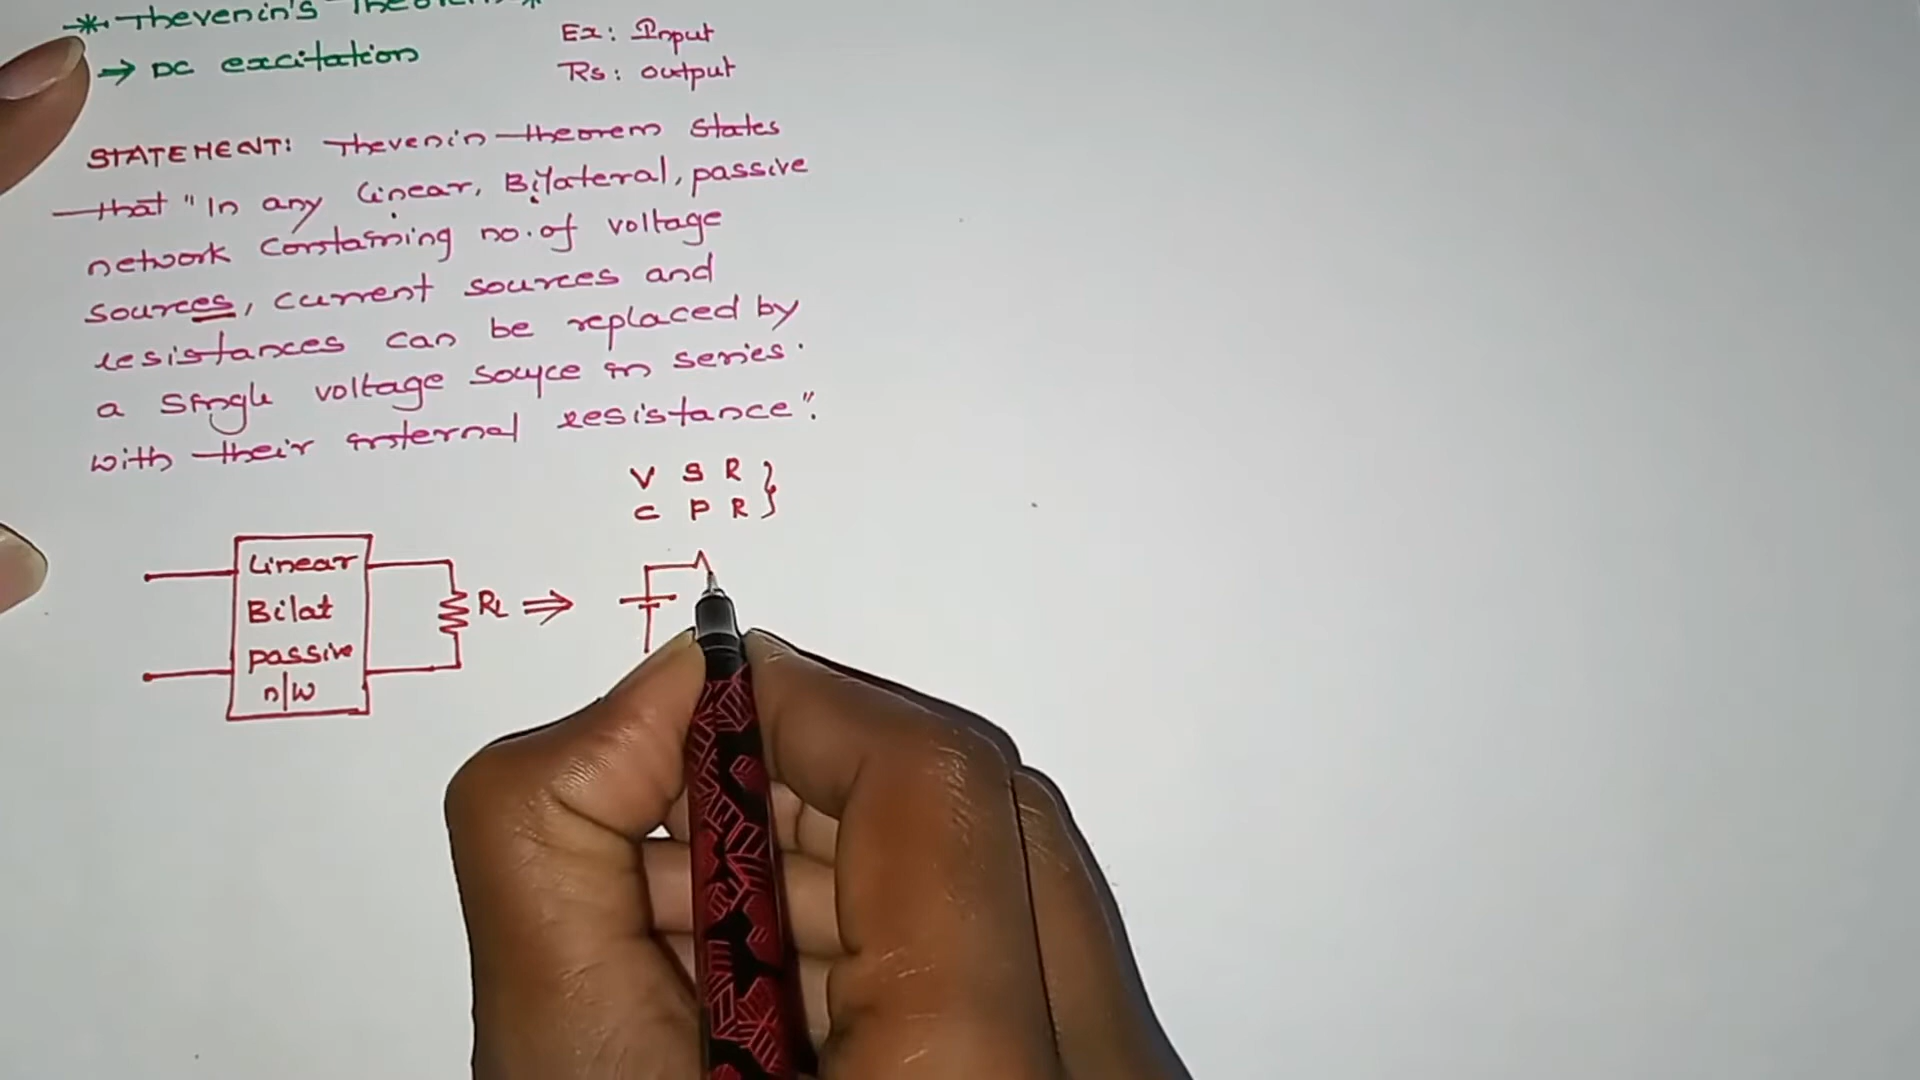 * Thevenin's Theorem *
→ DC excitation
Ex: Input
Rs: output
STATEMENT: Thevenin theorem states
that "In any linear, Bilateral, passive
network containing no. of voltage
sources, current sources and
resistances can be replaced by
a single voltage source in series
with their internal resistance".
V S R }
C P R
Linear
Bilat
passive
n/w
RL ⇒